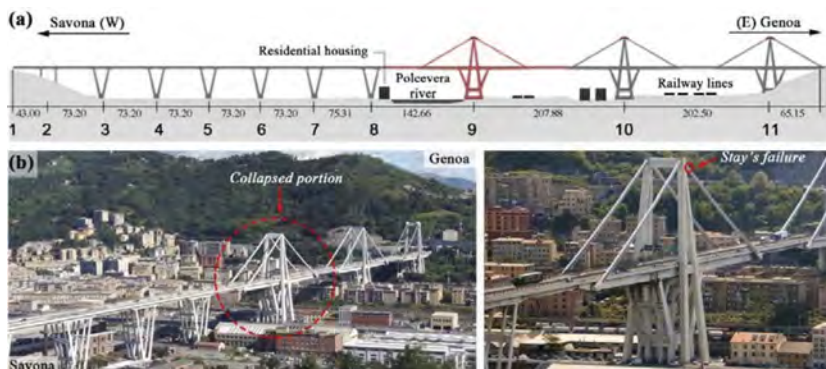 (a)
Savona (W)
(E) Genoa
Residential housing
Polcevera
river
Railway lines
43.00 73.20 73.20 73.20 73.20 73.20 75.31 142.66 207.88 202.50 65.15
1 2 3 4 5 6 7 8 9 10 11
(b)
Genoa
Collapsed portion
Savona
Stay's failure